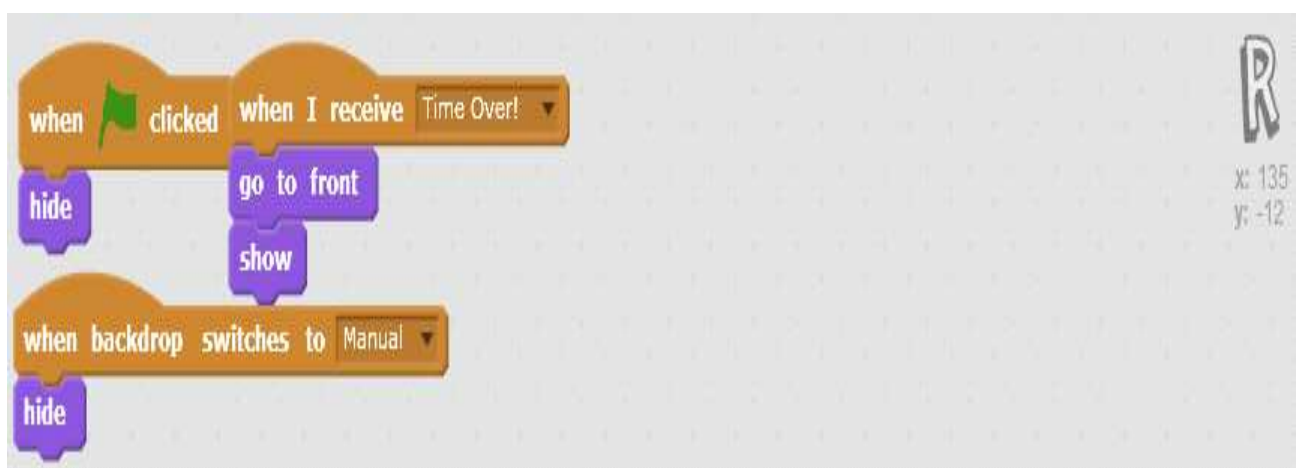 when clicked
hide
when I receive Time Over!
go to front
show
when backdrop switches to Manual
hide
R
x: 135
y: -12